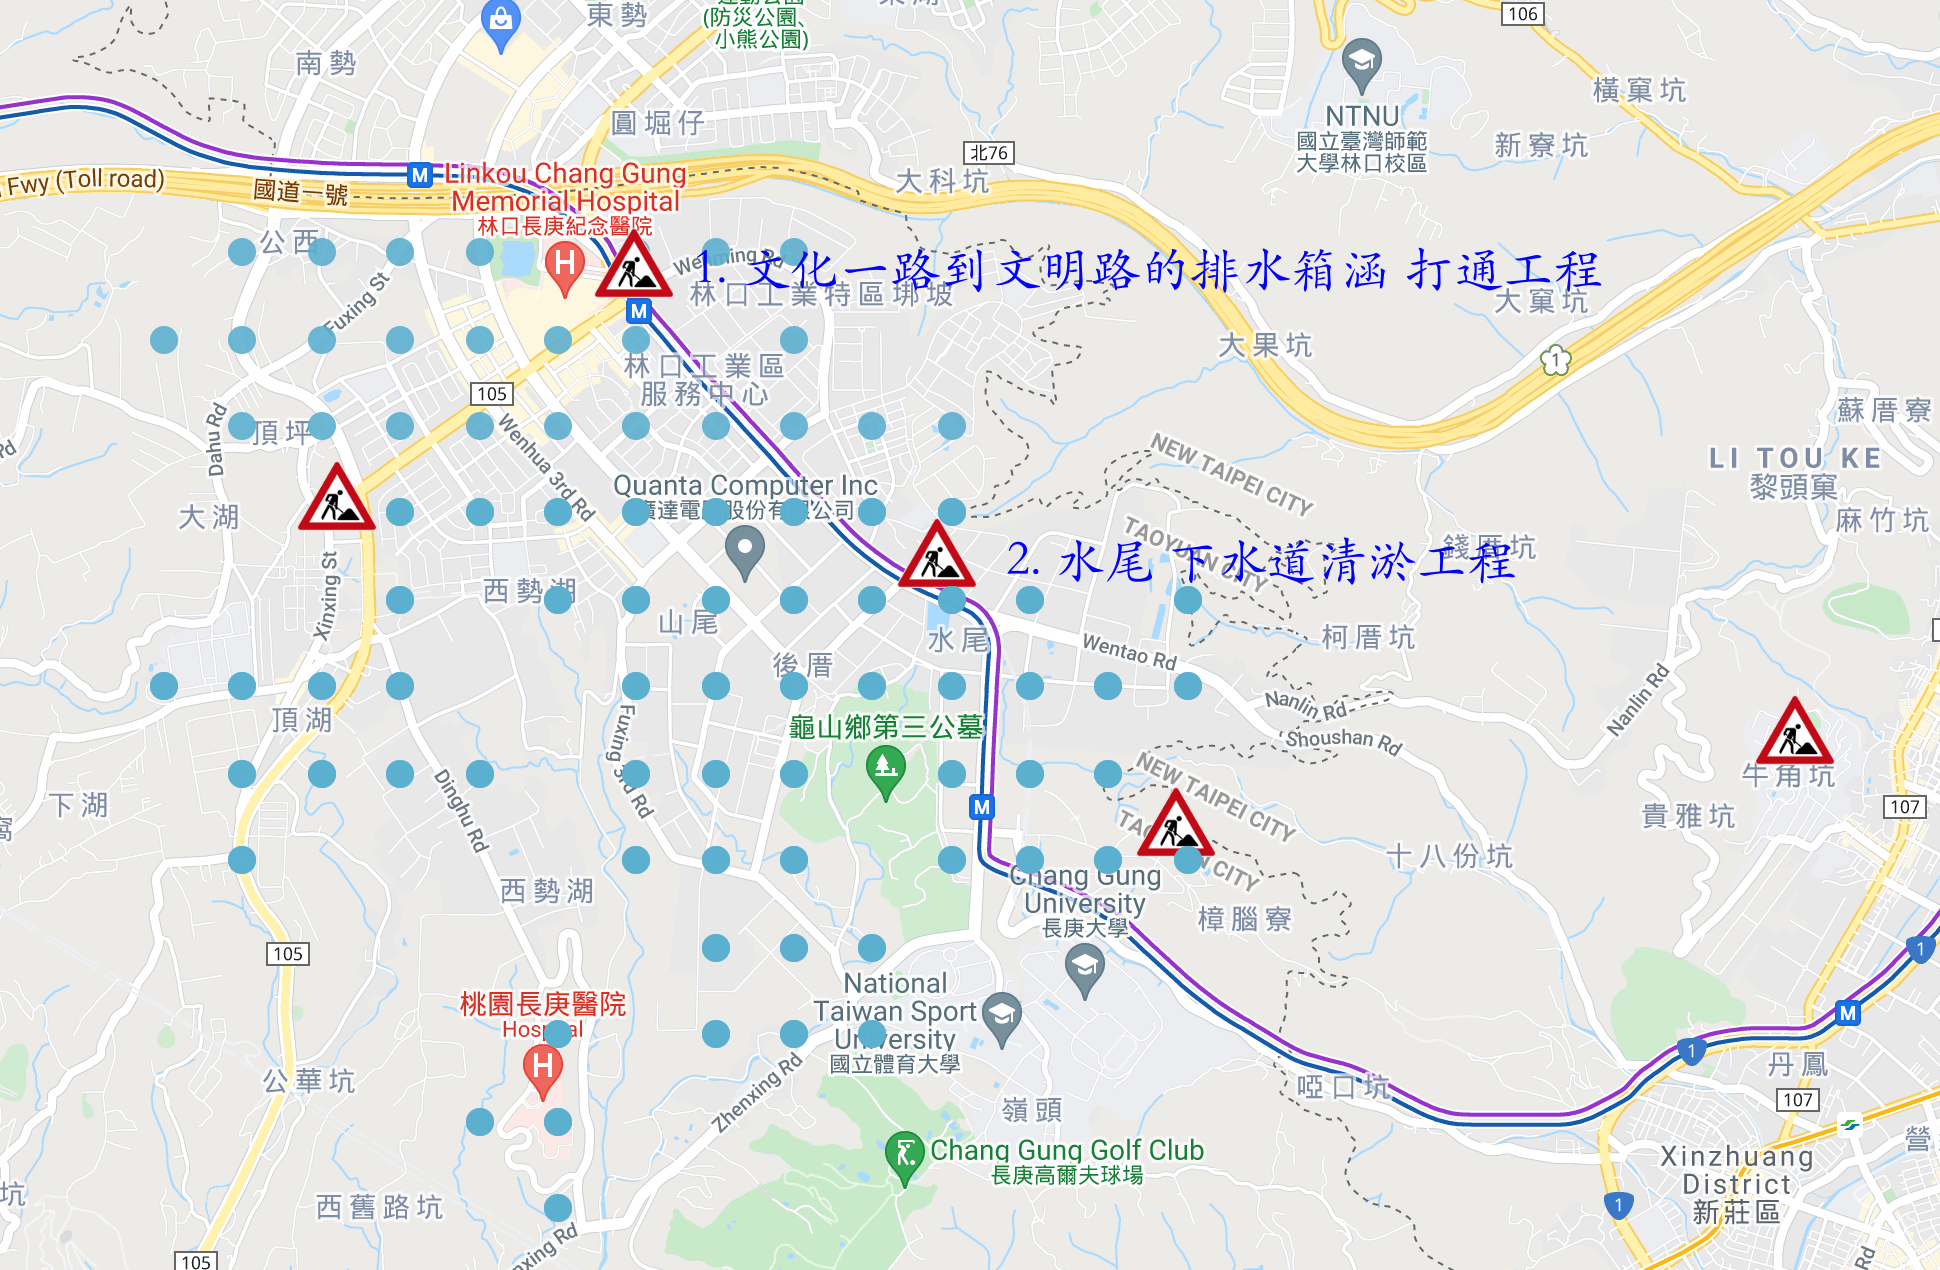 東勢
(防災公園、
小熊公園)
106
南勢
橫窠坑
圓堀仔
NTNU
國立臺灣師範
大學林口校區
新寮坑
北76
大科坑
Fwy (Toll road)
國道一號
M
Linkou Chang Gung
Memorial Hospital
林口長庚紀念醫院
公西
H
Wenming Rd
1. 文化一路到文明路的排水箱涵 打通工程
林口工業特區坳坡
大窠坑
Fuxing St
M
大果坑
1
林口工業區
服務中心
105
蘇厝寮
Dahu Rd
頂坪
Rd
Wenhua 3rd Rd
NEW TAIPEI CITY
LI TOU KE
黎頭窠
Quanta Computer Inc
廣達電腦股份有限公司
大湖
麻竹坑
TAOYUAN CITY
錢厝坑
2. 水尾 下水道清淤工程
Xinxing St
西勢湖
山尾
水尾
柯厝坑
Wentao Rd
後厝
Nanlin Rd
Nanlin Rd
頂湖
Fuxing 3rd Rd
龜山鄉第三公墓
Shoushan Rd
NEW TAIPEI CITY
牛角坑
下湖
Dinghu Rd
M
107
貴雅坑
TAOYUAN CITY
窩
十八份坑
Chang Gung
University
長庚大學
西勢湖
樟腦寮
105
1
National
Taiwan Sport
University
國立體育大學
桃園長庚醫院
Hospital
H
M
1
丹鳳
公華坑
啞口坑
Zhenxing Rd
嶺頭
107
營
Chang Gung Golf Club
長庚高爾夫球場
Xinzhuang
District
新莊區
坑
西舊路坑
1
105
Rd